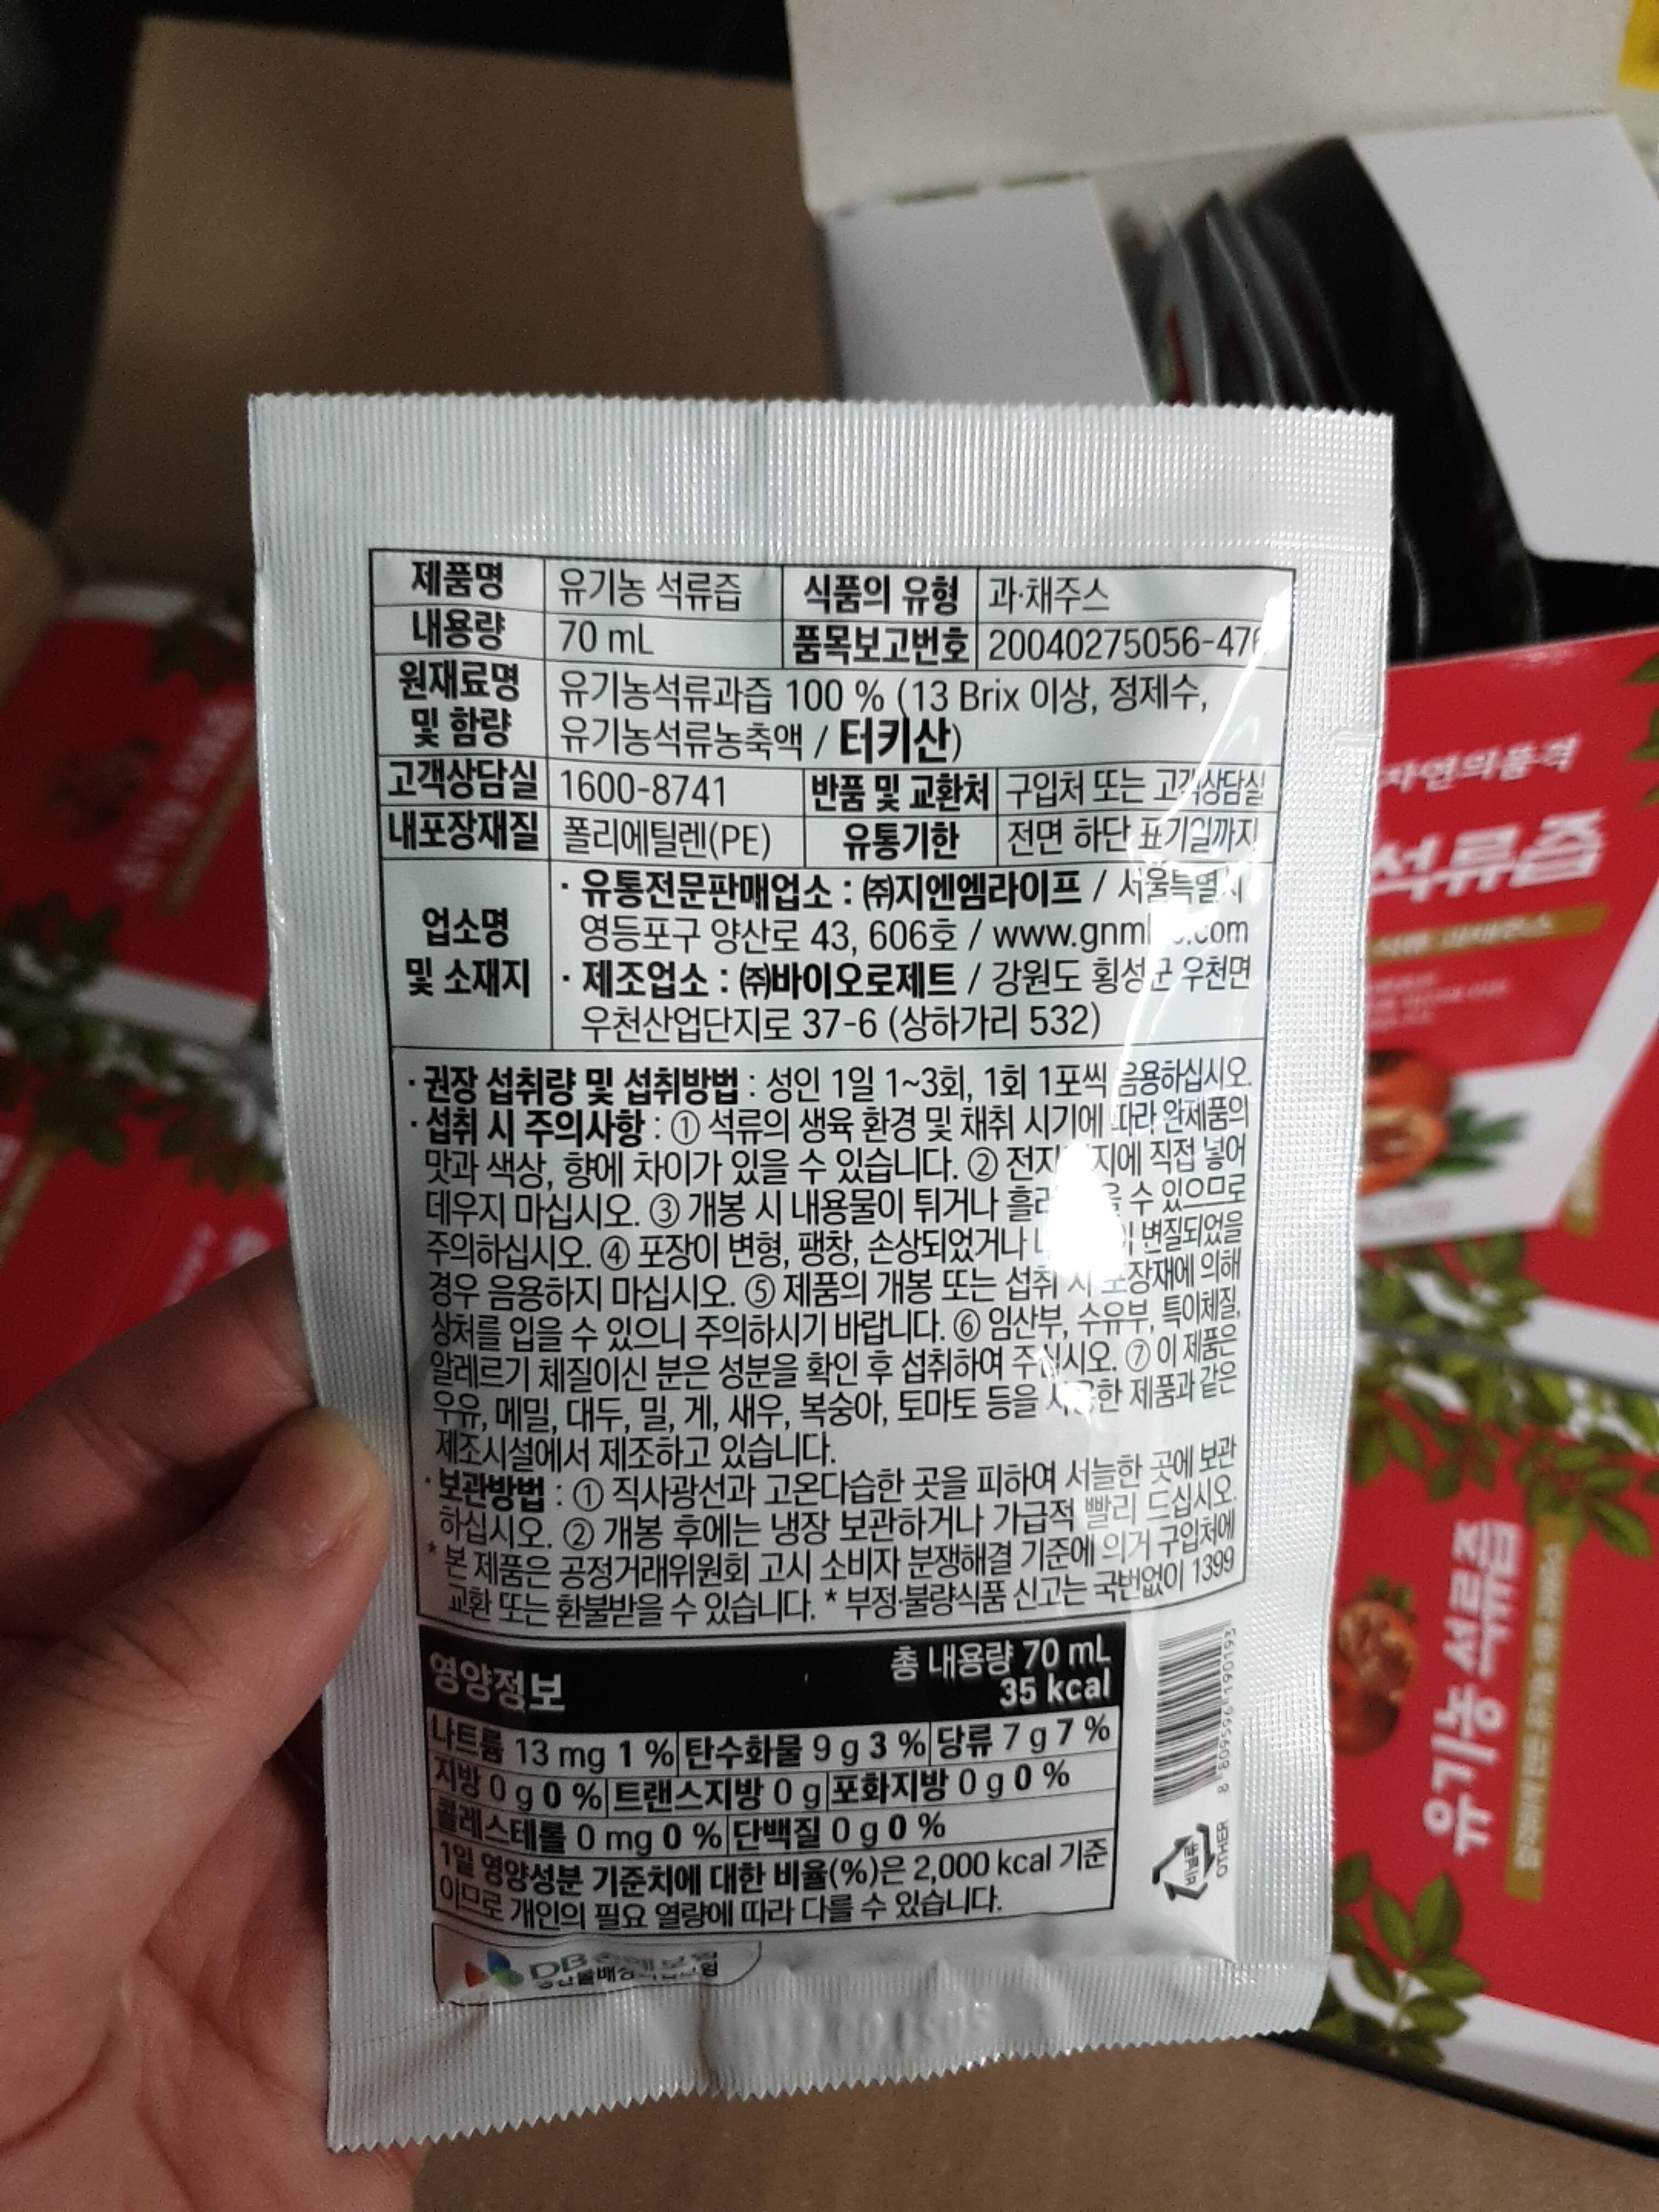 제품명 유기농 석류즙 식품의 유형 과·채주스
내용량 70 mL 품목보고번호 20040275056-476
원재료명 및 함량 유기농석류과즙 100 % (13 Brix 이상, 정제수,
유기농석류농축액 / 터키산)
고객상담실 1600-8741 반품 및 교환처 구입처 또는 고객상담실
내포장재질 폴리에틸렌(PE) 유통기한 전면 하단 표기일까지
업소명 및 소재지
· 유통전문판매업소 : ㈜지엔엠라이프 / 서울특별시
영등포구 양산로 43, 606호 /
· 제조업소 : ㈜바이오로제트 / 강원도 횡성군 우천면
우천산업단지로 37-6 (상하가리 532)
· 권장 섭취량 및 섭취방법 : 성인 1일 1~3회, 1회 1포씩 음용하십시오.
· 섭취 시 주의사항 : ① 석류의 생육 환경 및 채취 시기에 따라 완제품의
맛과 색상, 향에 차이가 있을 수 있습니다. ② 직접 넣어
데우지 마십시오. ③ 개봉 시 내용물이 튀거나 수 있으므로
주의하십시오. ④ 포장이 변형, 팽창, 손상되었거나 변질되었을
경우 음용하지 마십시오. ⑤ 제품의 개봉 또는 섭취 시 포장재에 의해
상처를 입을 수 있으니 주의하시기 바랍니다. ⑥ 임산부, 수유부, 특이체질,
알레르기 체질이신 분은 성분을 확인 후 섭취하여 주십시오. ⑦ 이 제품은
우유, 메밀, 대두, 밀, 게, 새우, 복숭아, 토마토 등을 사용한 제품과 같은
제조시설에서 제조하고 있습니다.
· 보관방법 : ① 직사광선과 고온다습한 곳을 피하여 서늘한 곳에 보관
하십시오. ② 개봉 후에는 냉장 보관하거나 가급적 빨리 드십시오.
* 본 제품은 공정거래위원회 고시 소비자 분쟁해결 기준에 의거 구입처에
교환 또는 환불받을 수 있습니다. * 부정·불량식품 신고는 국번없이 1399
영양정보 총 내용량 70 mL
35 kcal
나트륨 13 mg 1 % 탄수화물 9 g 3 % 당류 7 g 7 %
지방 0 g 0 % 트랜스지방 0 g 포화지방 0 g 0 %
콜레스테롤 0 mg 0 % 단백질 0 g 0 %
1일 영양성분 기준치에 대한 비율(%)은 2,000 kcal 기준
이므로 개인의 필요 열량에 따라 다를 수 있습니다.
8 809596 190193
비닐류
OTHER
DB
자연의품격
석류즙
유기농 석류즙